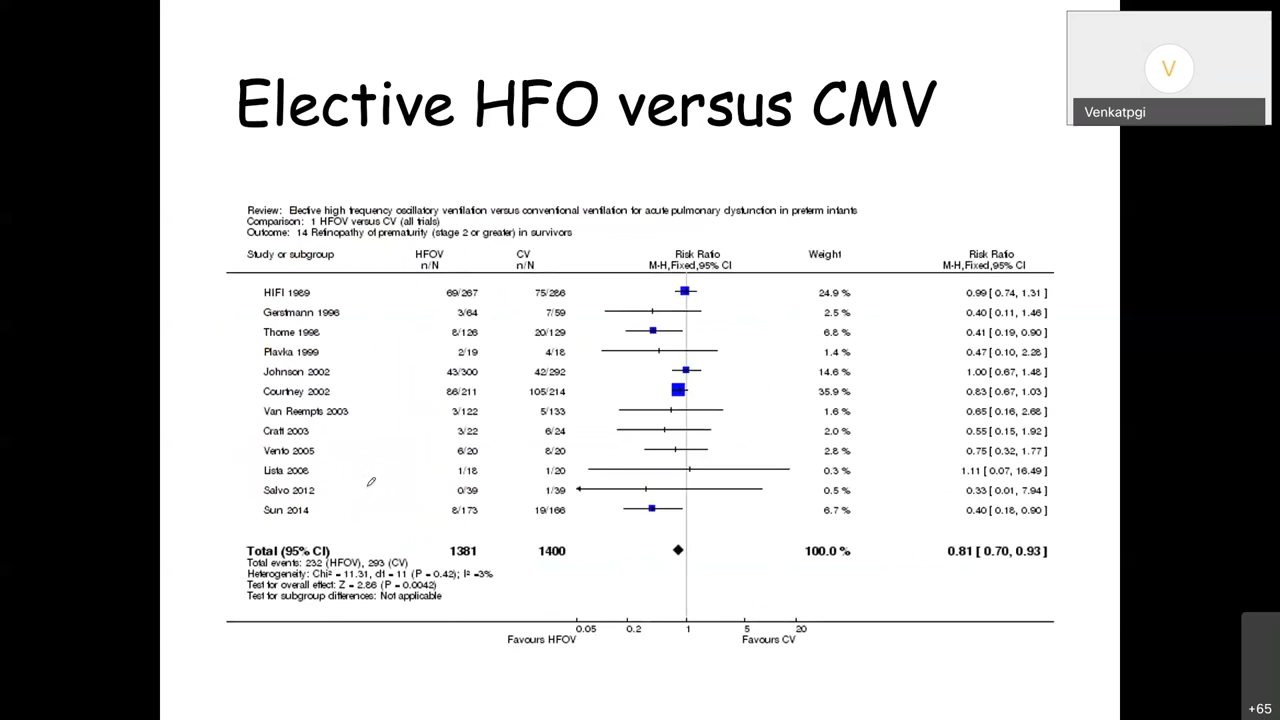 Elective HFO versus CMV
V
Venkatpgi
Review: Elective high frequency oscillatory ventilation versus conventional ventilation for acute pulmonary dysfunction in preterm infants
Comparison: 1 HFOV versus CV (all trials)
Outcome: 14 Retinopathy of prematurity (stage 2 or greater) in survivors
Study or subgroup HFOV CV Risk Ratio Weight Risk Ratio
n/N n/N M-H,Fixed,95% CI M-H,Fixed,95% CI
HIFI 1989 69/267 75/286 24.9 % 0.99 [ 0.74, 1.31 ]
Gerstmann 1996 3/64 7/59 2.5 % 0.40 [ 0.11, 1.46 ]
Thome 1998 8/126 20/129 6.8 % 0.41 [ 0.19, 0.90 ]
Plavka 1999 2/19 4/18 1.4 % 0.47 [ 0.10, 2.28 ]
Johnson 2002 43/300 42/292 14.6 % 1.00 [ 0.67, 1.48 ]
Courtney 2002 86/211 105/214 35.9 % 0.83 [ 0.67, 1.03 ]
Van Reempts 2003 3/122 5/133 1.6 % 0.65 [ 0.16, 2.68 ]
Craft 2003 3/22 6/24 2.0 % 0.55 [ 0.15, 1.92 ]
Vento 2005 6/20 8/20 2.8 % 0.75 [ 0.32, 1.77 ]
Lista 2008 1/18 1/20 0.3 % 1.11 [ 0.07, 16.49 ]
Salvo 2012 0/39 1/39 0.5 % 0.33 [ 0.01, 7.94 ]
Sun 2014 8/173 19/166 6.7 % 0.40 [ 0.18, 0.90 ]
Total (95% CI) 1381 1400 100.0 % 0.81 [ 0.70, 0.93 ]
Total events: 232 (HFOV), 293 (CV)
Heterogeneity: Chi² = 11.31, df = 11 (P = 0.42); I² =3%
Test for overall effect: Z = 2.86 (P = 0.0042)
Test for subgroup differences: Not applicable
0.05 0.2 1 5 20
Favours HFOV Favours CV
+65